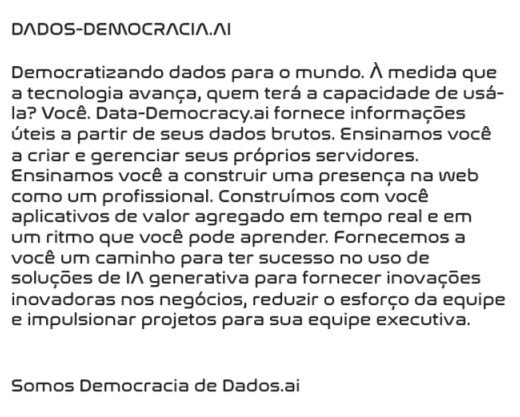 DADOS-DEMOCRACIA.AI
Democratizando dados para o mundo. À medida que
a tecnologia avança, quem terá a capacidade de usá-
la? Você. Data-Democracy.ai fornece informações
úteis a partir de seus dados brutos. Ensinamos você
a criar e gerenciar seus próprios servidores.
Ensinamos você a construir uma presença na web
como um profissional. Construímos com você
aplicativos de valor agregado em tempo real e em
um ritmo que você pode aprender. Fornecemos a
você um caminho para ter sucesso no uso de
soluções de IA generativa para fornecer inovações
inovadoras nos negócios, reduzir o esforço da equipe
e impulsionar projetos para sua equipe executiva.
Somos Democracia de Dados.ai